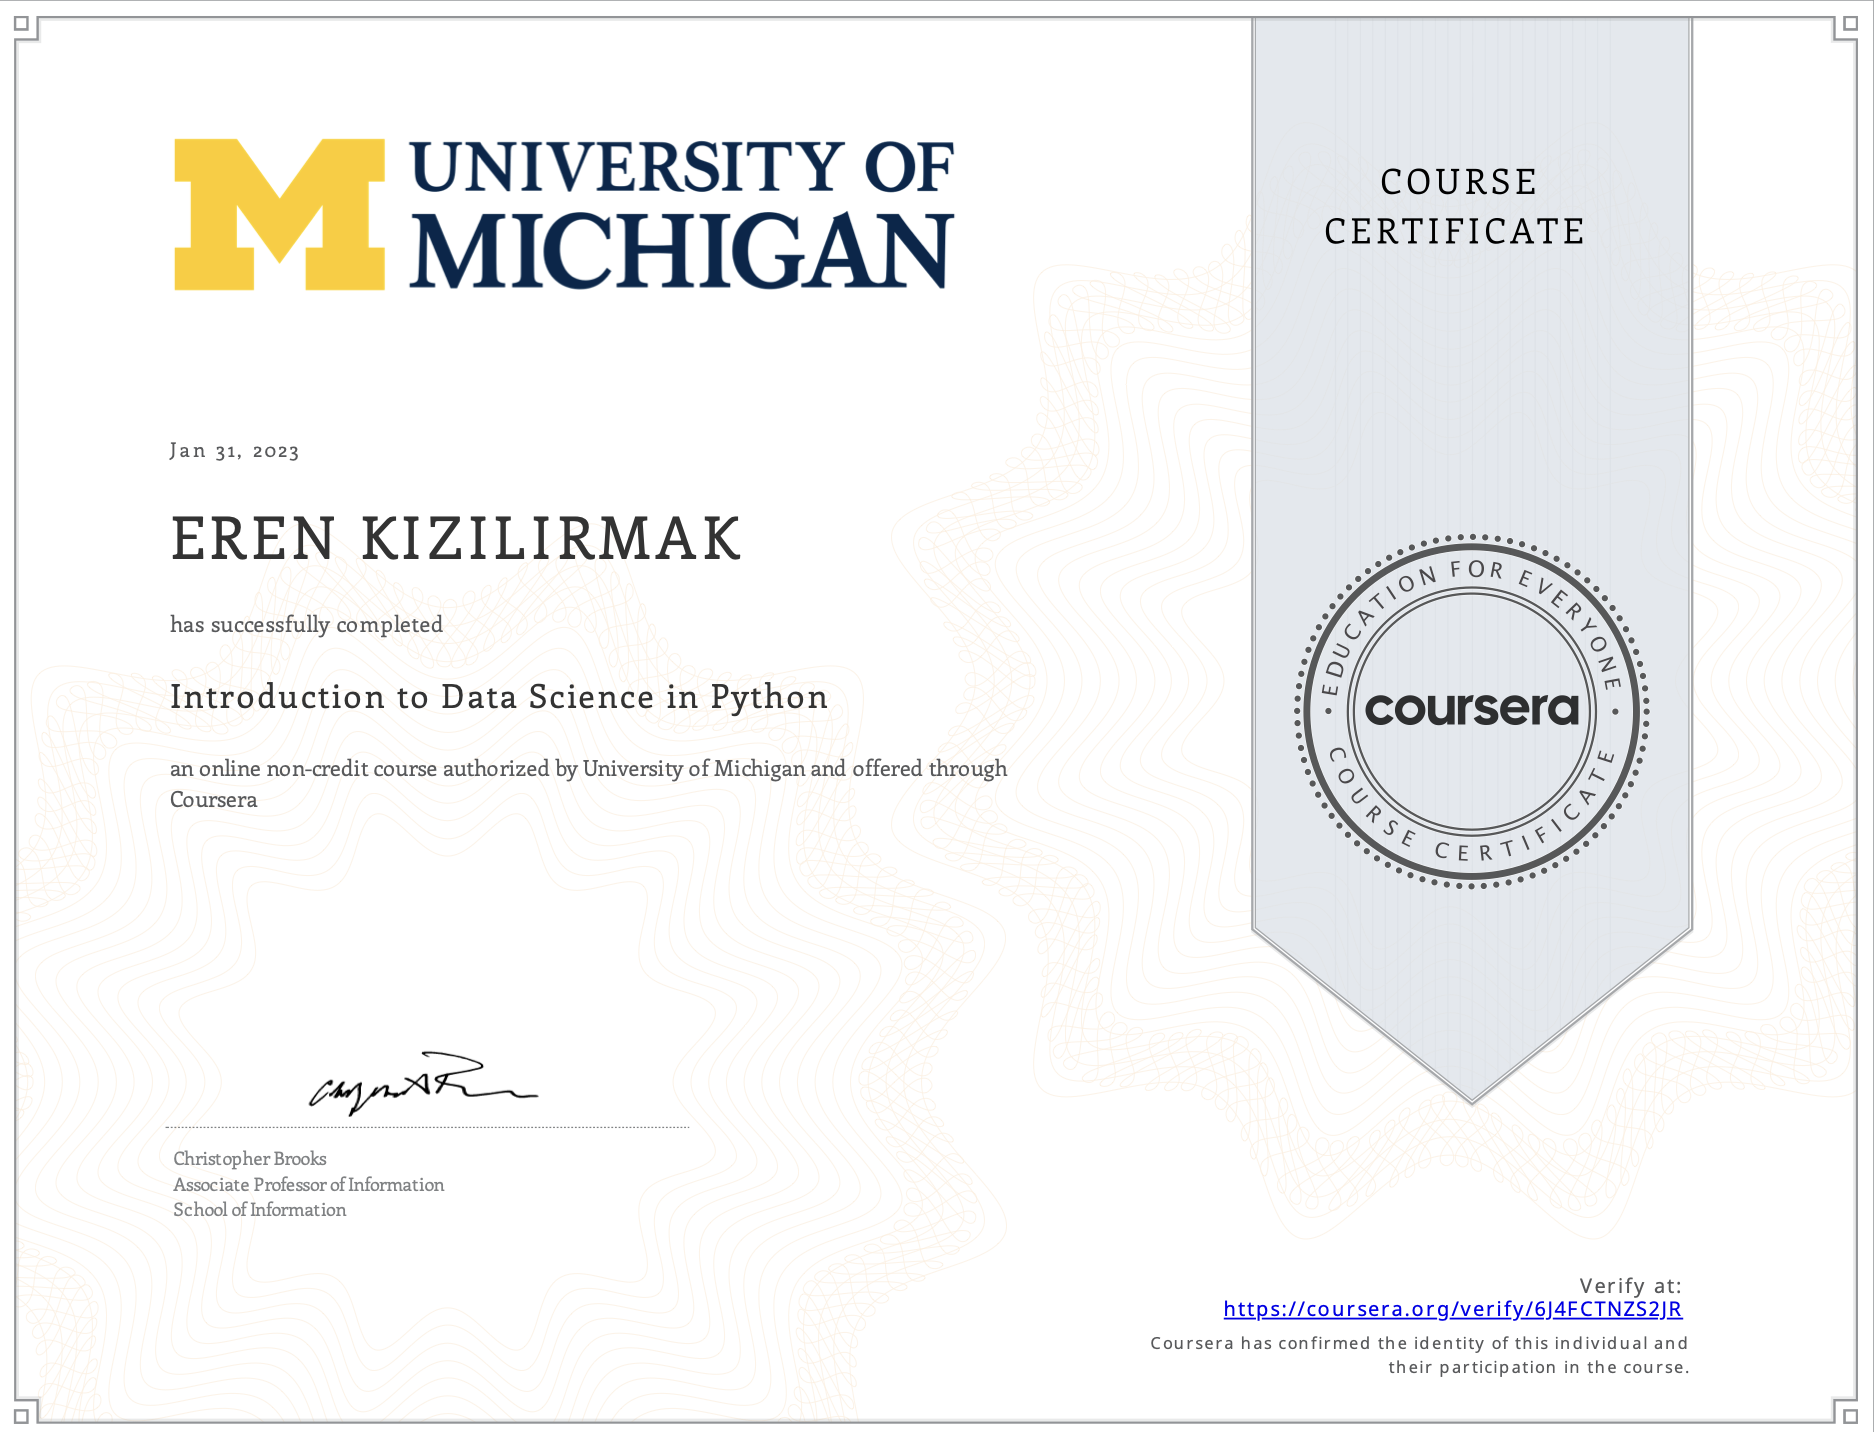 UNIVERSITY OF
MICHIGAN
COURSE
CERTIFICATE
Jan 31, 2023
EREN KIZILIRMAK
has successfully completed
Introduction to Data Science in Python
an online non-credit course authorized by University of Michigan and offered through
Coursera
EDUCATION FOR EVERYONE
coursera
COURSE CERTIFICATE
Christopher Brooks
Associate Professor of Information
School of Information
Verify at:
https://coursera.org/verify/6J4FCTNZS2JR
Coursera has confirmed the identity of this individual and
their participation in the course.